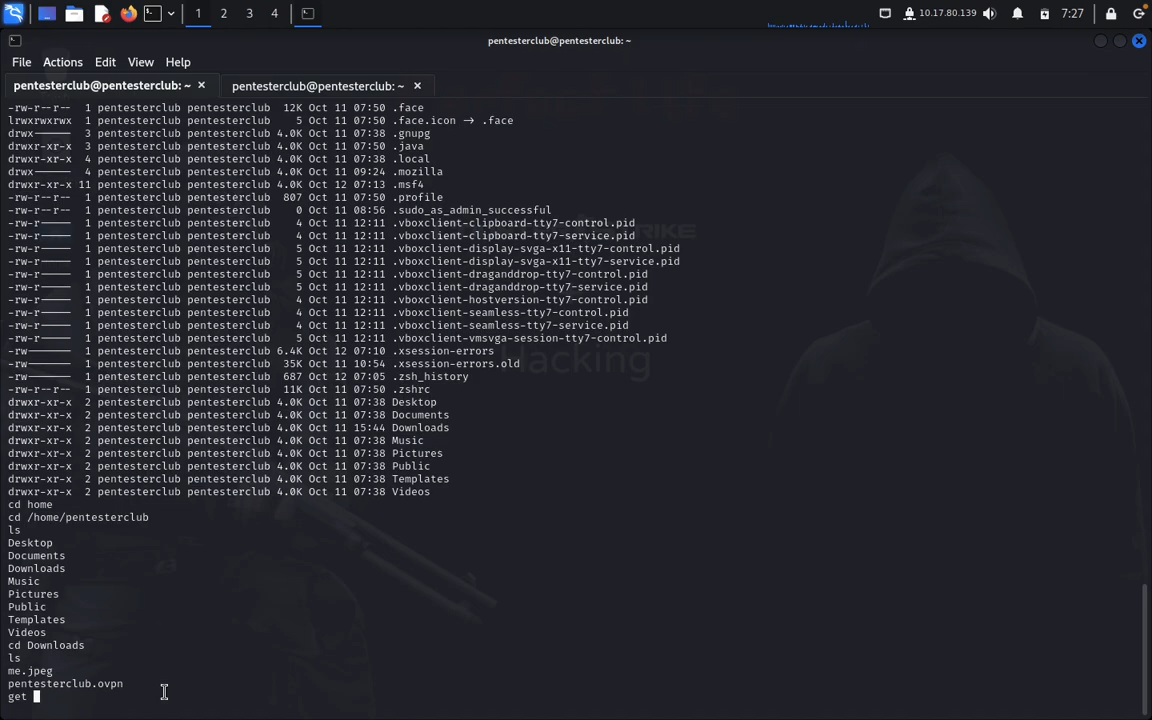 1 2 3 4 10.17.80.139 7:27
pentesterclub@pentesterclub: ~
File Actions Edit View Help
pentesterclub@pentesterclub: ~ × pentesterclub@pentesterclub: ~ ×
-rw-r--r-- 1 pentesterclub pentesterclub 12K Oct 11 07:50 .face
lrwxrwxrwx 1 pentesterclub pentesterclub 5 Oct 11 07:50 .face.icon → .face
drwx------ 3 pentesterclub pentesterclub 4.0K Oct 11 07:38 .gnupg
drwxr-xr-x 3 pentesterclub pentesterclub 4.0K Oct 11 07:50 .java
drwxr-xr-x 4 pentesterclub pentesterclub 4.0K Oct 11 07:38 .local
drwx------ 4 pentesterclub pentesterclub 4.0K Oct 11 09:24 .mozilla
drwxr-xr-x 11 pentesterclub pentesterclub 4.0K Oct 12 07:13 .msf4
-rw-r--r-- 1 pentesterclub pentesterclub 807 Oct 11 07:50 .profile
-rw-r--r-- 1 pentesterclub pentesterclub 0 Oct 11 08:56 .sudo_as_admin_successful
-rw-r----- 1 pentesterclub pentesterclub 4 Oct 11 12:11 .vboxclient-clipboard-tty7-control.pid
-rw-r----- 1 pentesterclub pentesterclub 4 Oct 11 12:11 .vboxclient-clipboard-tty7-service.pid
-rw-r----- 1 pentesterclub pentesterclub 5 Oct 11 12:11 .vboxclient-display-svga-x11-tty7-control.pid
-rw-r----- 1 pentesterclub pentesterclub 5 Oct 11 12:11 .vboxclient-display-svga-x11-tty7-service.pid
-rw-r----- 1 pentesterclub pentesterclub 5 Oct 11 12:11 .vboxclient-draganddrop-tty7-control.pid
-rw-r----- 1 pentesterclub pentesterclub 5 Oct 11 12:11 .vboxclient-draganddrop-tty7-service.pid
-rw-r----- 1 pentesterclub pentesterclub 4 Oct 11 12:11 .vboxclient-hostversion-tty7-control.pid
-rw-r----- 1 pentesterclub pentesterclub 4 Oct 11 12:11 .vboxclient-seamless-tty7-control.pid
-rw-r----- 1 pentesterclub pentesterclub 4 Oct 11 12:11 .vboxclient-seamless-tty7-service.pid
-rw-r----- 1 pentesterclub pentesterclub 5 Oct 11 12:11 .vboxclient-vmsvga-session-tty7-control.pid
-rw------- 1 pentesterclub pentesterclub 6.4K Oct 12 07:10 .xsession-errors
-rw------- 1 pentesterclub pentesterclub 35K Oct 11 10:54 .xsession-errors.old
-rw------- 1 pentesterclub pentesterclub 687 Oct 12 07:05 .zsh_history
-rw-r--r-- 1 pentesterclub pentesterclub 11K Oct 11 07:50 .zshrc
drwxr-xr-x 2 pentesterclub pentesterclub 4.0K Oct 11 07:38 Desktop
drwxr-xr-x 2 pentesterclub pentesterclub 4.0K Oct 11 07:38 Documents
drwxr-xr-x 2 pentesterclub pentesterclub 4.0K Oct 11 15:44 Downloads
drwxr-xr-x 2 pentesterclub pentesterclub 4.0K Oct 11 07:38 Music
drwxr-xr-x 2 pentesterclub pentesterclub 4.0K Oct 11 07:38 Pictures
drwxr-xr-x 2 pentesterclub pentesterclub 4.0K Oct 11 07:38 Public
drwxr-xr-x 2 pentesterclub pentesterclub 4.0K Oct 11 07:38 Templates
drwxr-xr-x 2 pentesterclub pentesterclub 4.0K Oct 11 07:38 Videos
cd home
cd /home/pentesterclub
ls
Desktop
Documents
Downloads
Music
Pictures
Public
Templates
Videos
cd Downloads
ls
me.jpeg
pentesterclub.ovpn
get
Hacking